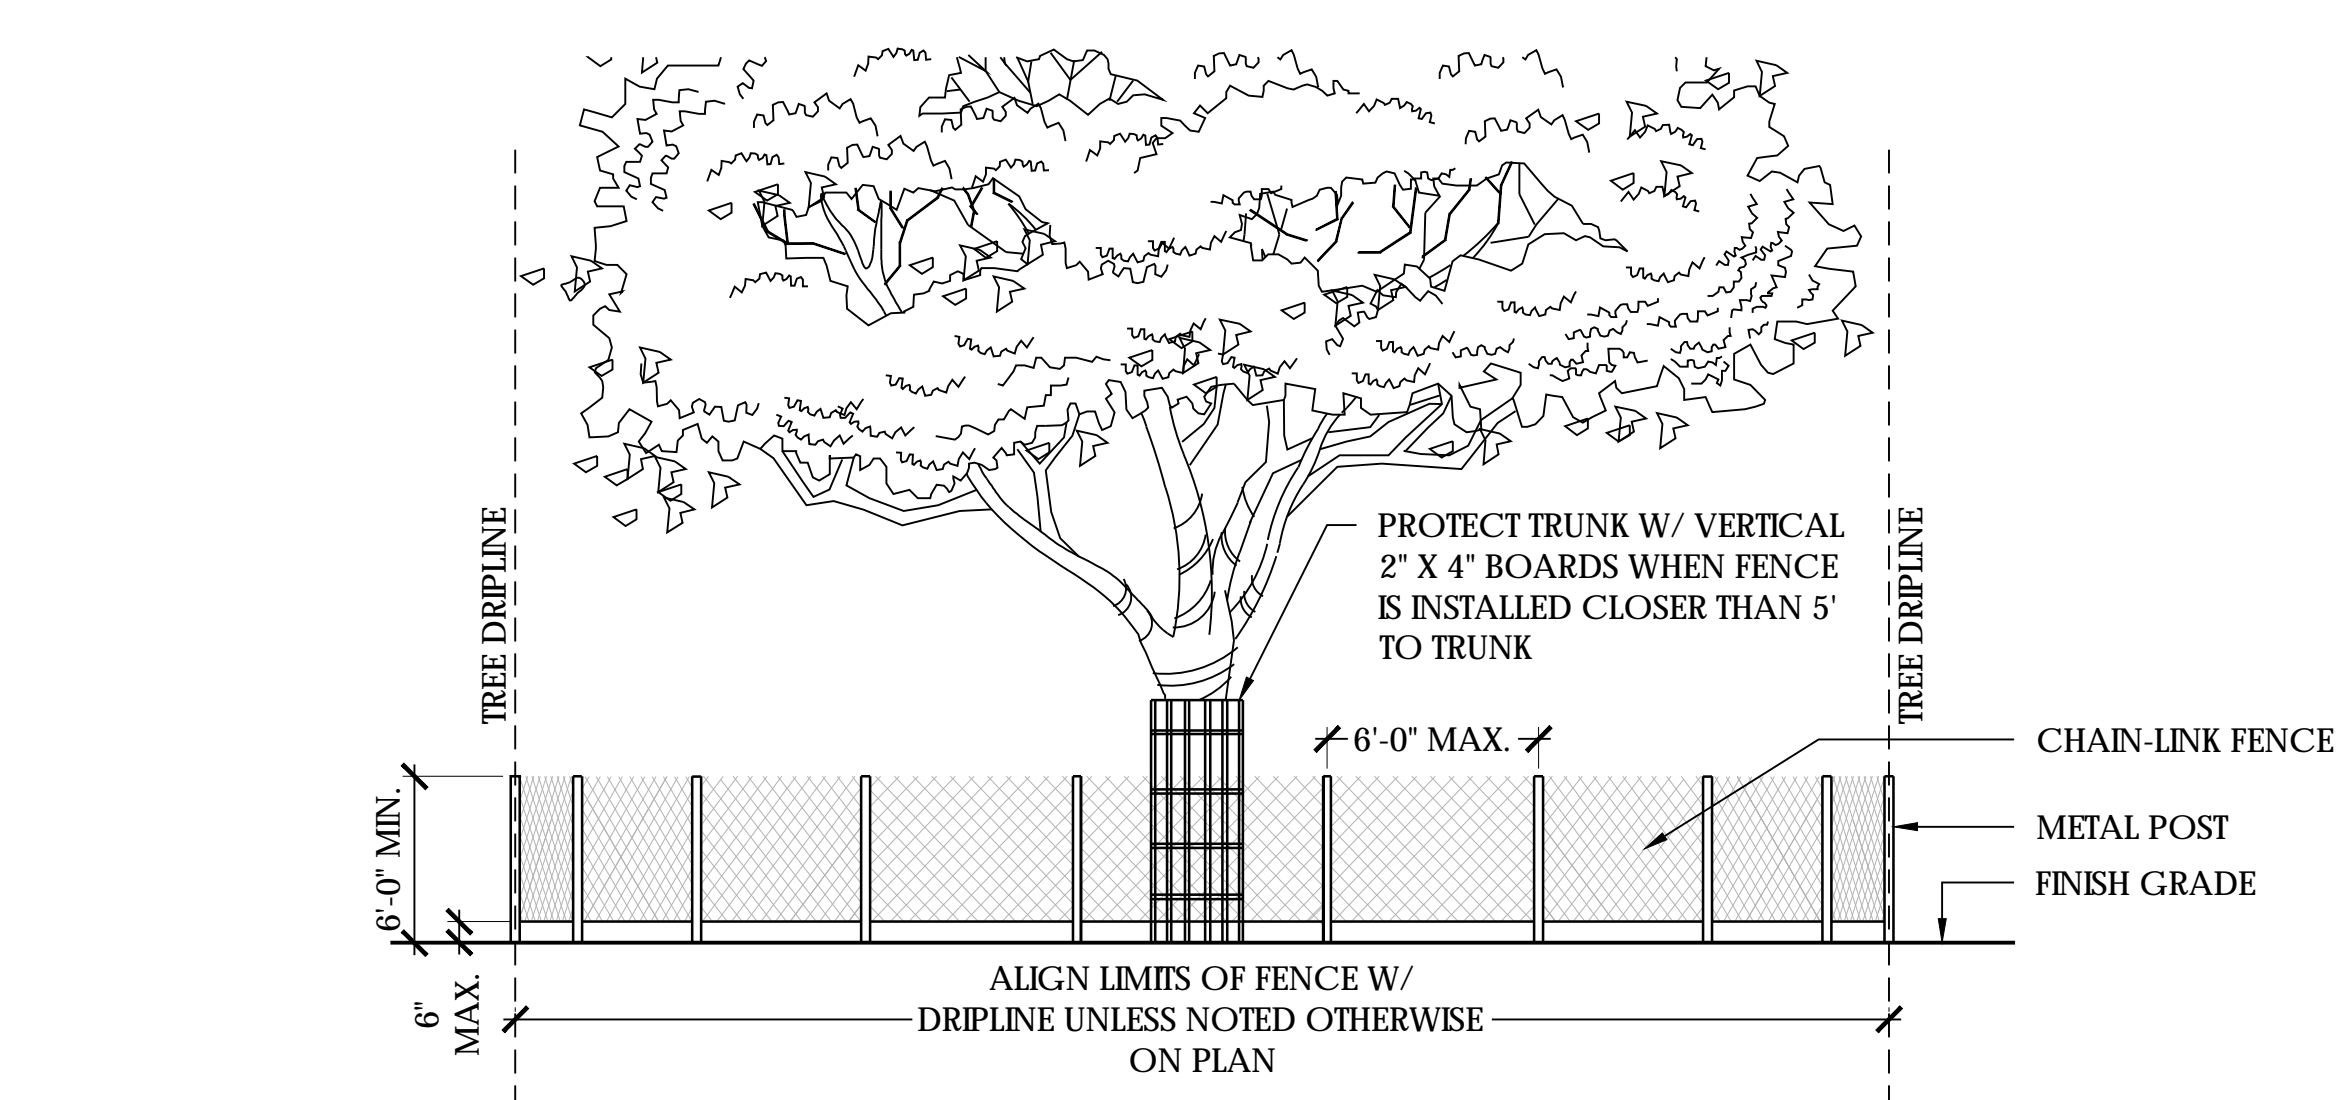 TREE DRIPLINE
PROTECT TRUNK W/ VERTICAL
2" X 4" BOARDS WHEN FENCE
IS INSTALLED CLOSER THAN 5'
TO TRUNK
TREE DRIPLINE
6'-0" MAX.
CHAIN-LINK FENCE
6'-0" MIN.
METAL POST
FINISH GRADE
6"
MAX.
ALIGN LIMITS OF FENCE W/
DRIPLINE UNLESS NOTED OTHERWISE
ON PLAN